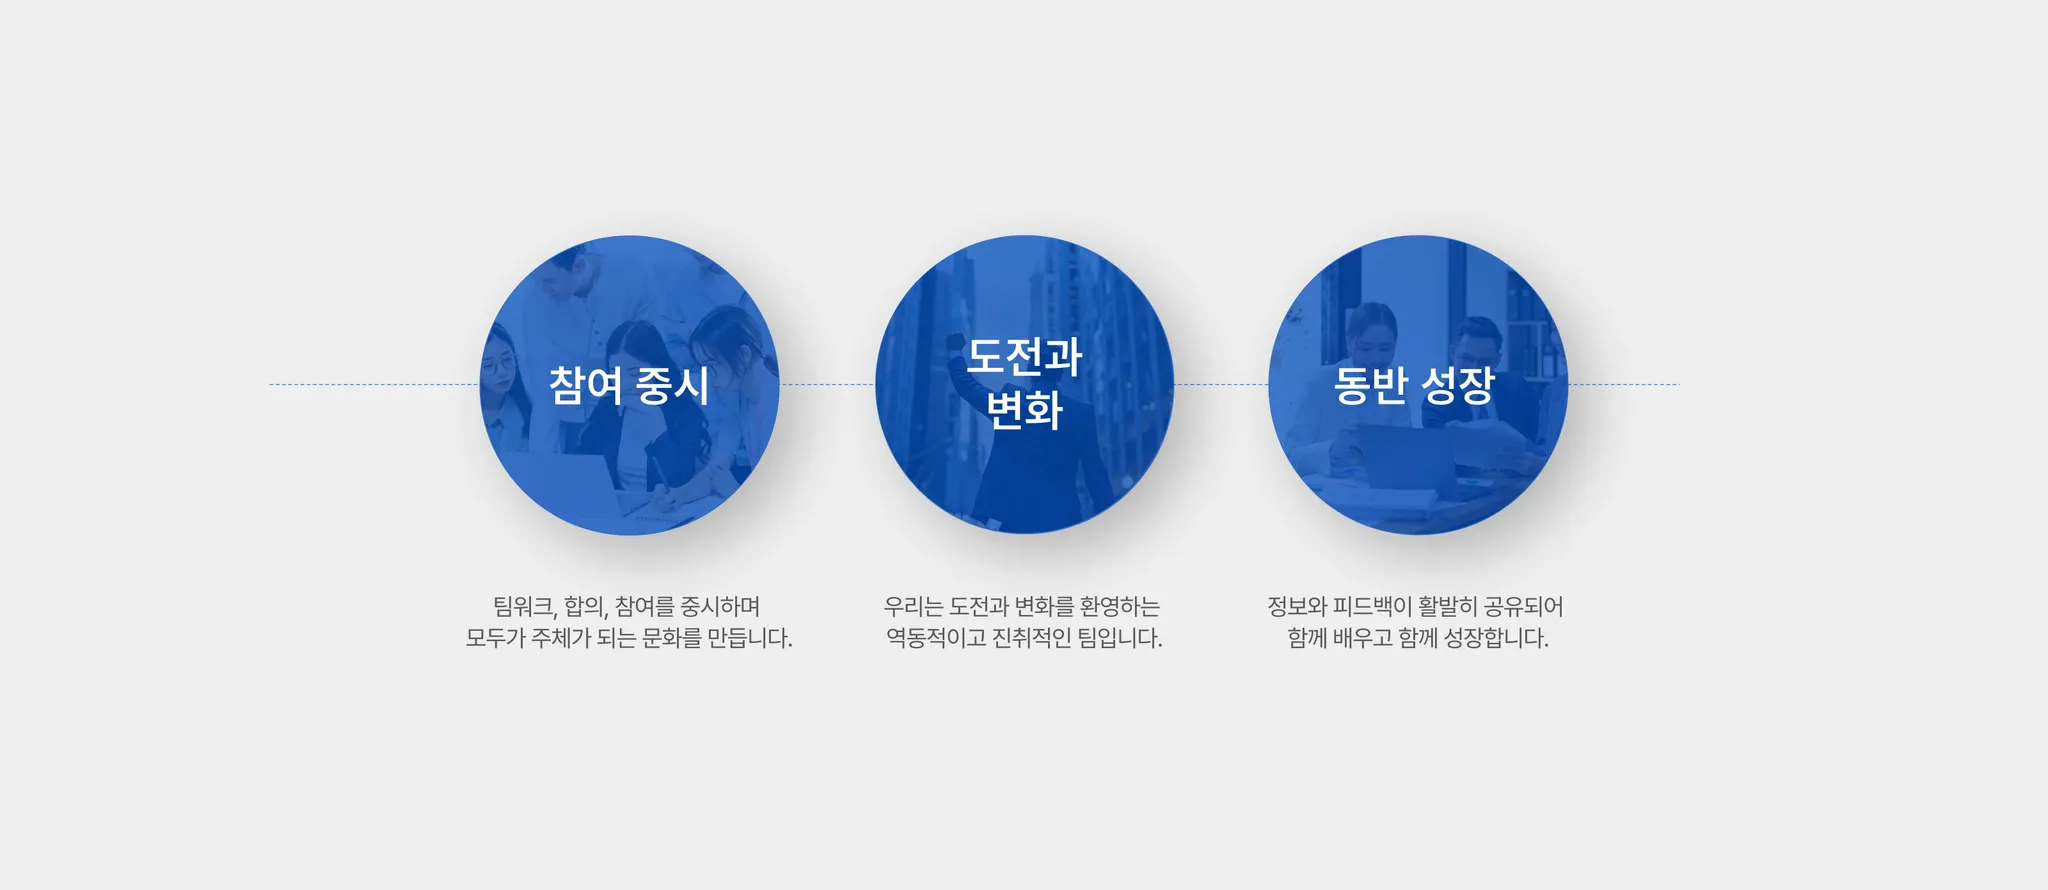 참여 중시
도전과
변화
동반 성장
팀워크, 합의, 참여를 중시하며
모두가 주체가 되는 문화를 만듭니다.
우리는 도전과 변화를 환영하는
역동적이고 진취적인 팀입니다.
정보와 피드백이 활발히 공유되어
함께 배우고 함께 성장합니다.